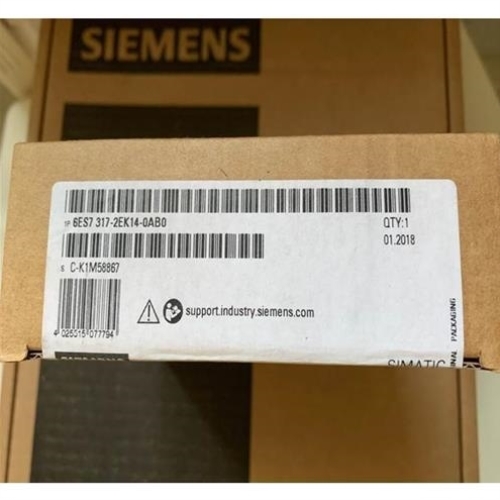 SIEMENS
1P 6ES7 317-2EK14-0AB0
QTY:1
01.2018
S C-K1M58867
support.industry.siemens.com
4 025515 077794
SIEMENS
SIMATIC
PACKAGING